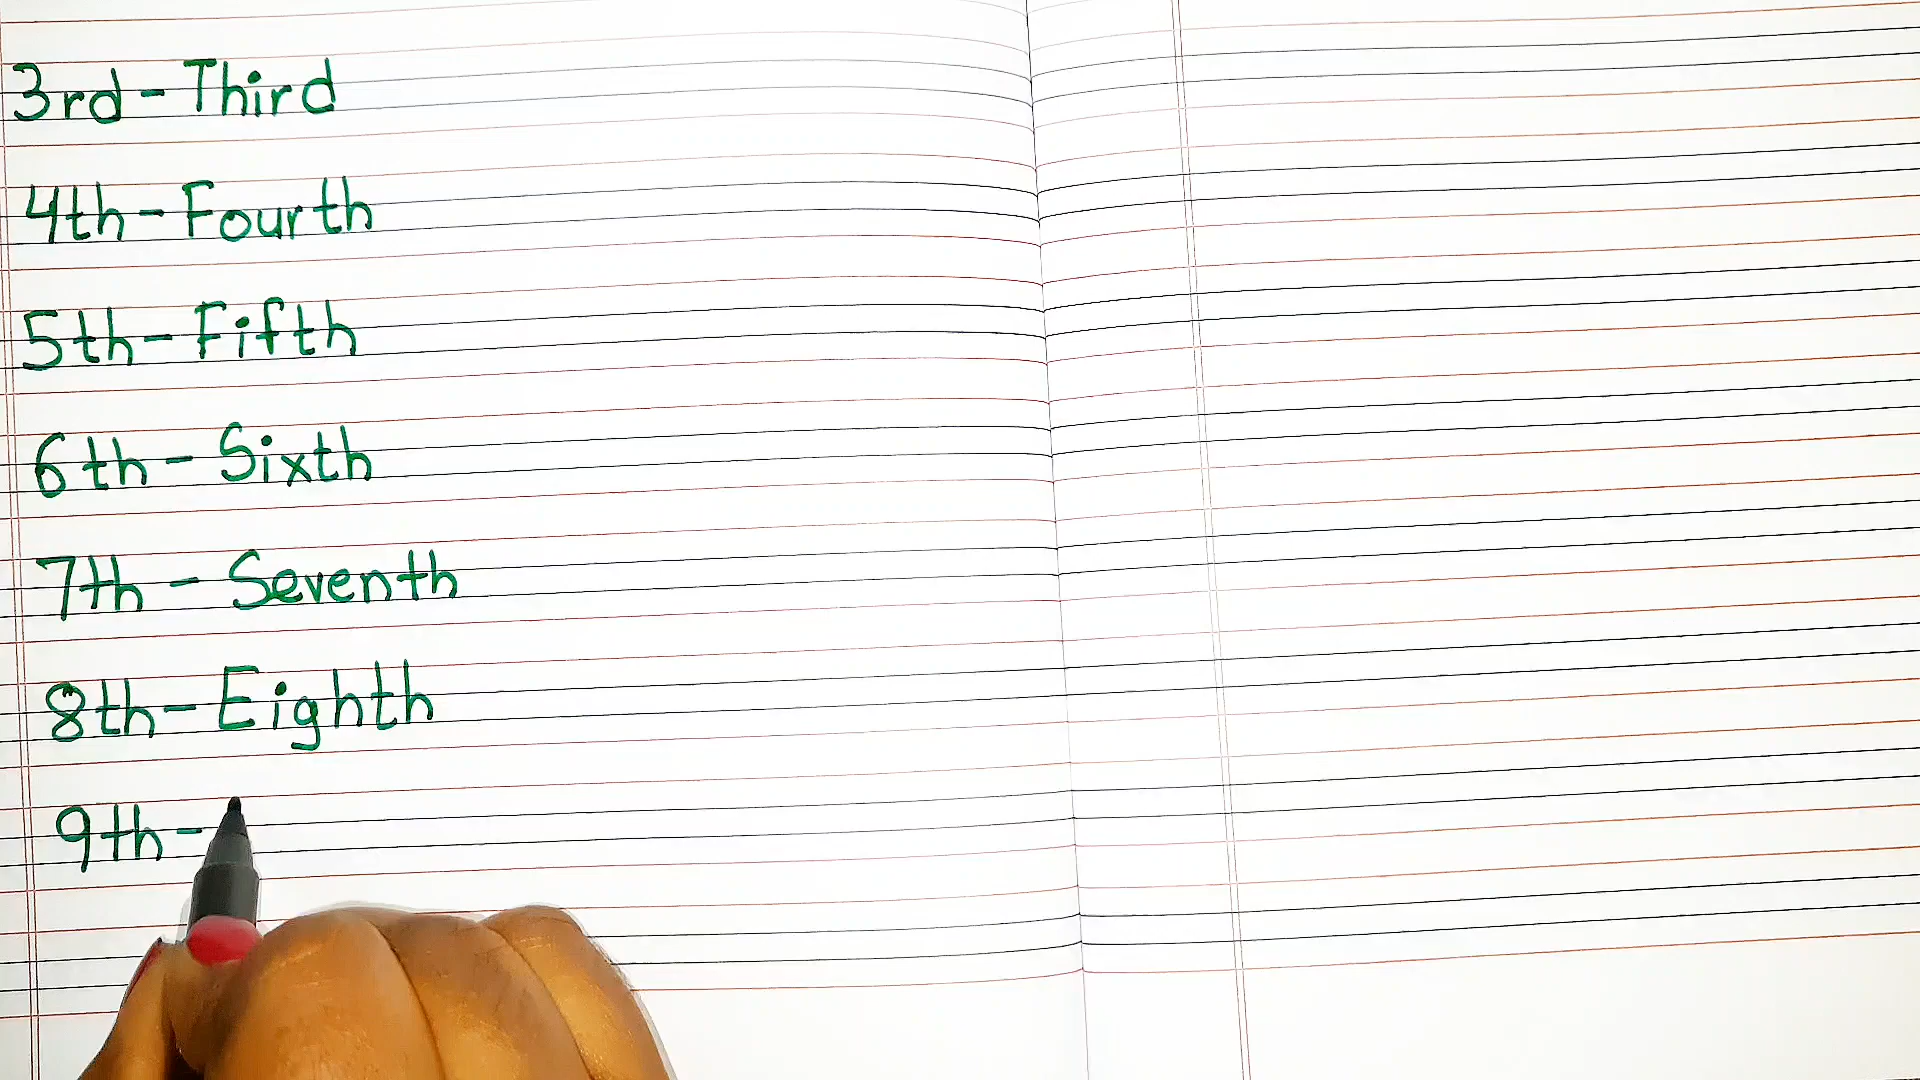 3rd - Third
4th - Fourth
5th - Fifth
6th - Sixth
7th - Seventh
8th - Eighth
9th -